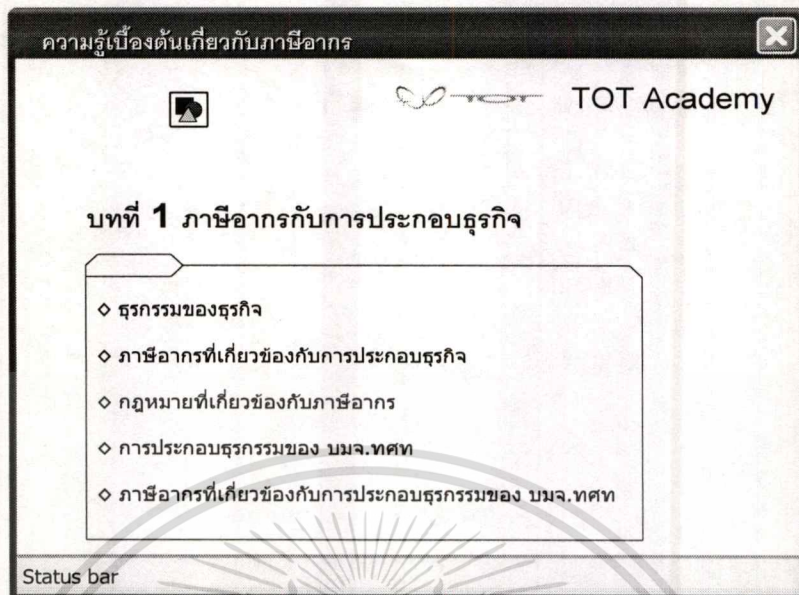 ความรู้เบื้องต้นเกี่ยวกับภาษีอากร
TOT TOT Academy
บทที่ 1 ภาษีอากรกับการประกอบธุรกิจ
◇ ธุรกรรมของธุรกิจ
◇ ภาษีอากรที่เกี่ยวข้องกับการประกอบธุรกิจ
◇ กฎหมายที่เกี่ยวข้องกับภาษีอากร
◇ การประกอบธุรกรรมของ บมจ.ทศท
◇ ภาษีอากรที่เกี่ยวข้องกับการประกอบธุรกรรมของ บมจ.ทศท
Status bar